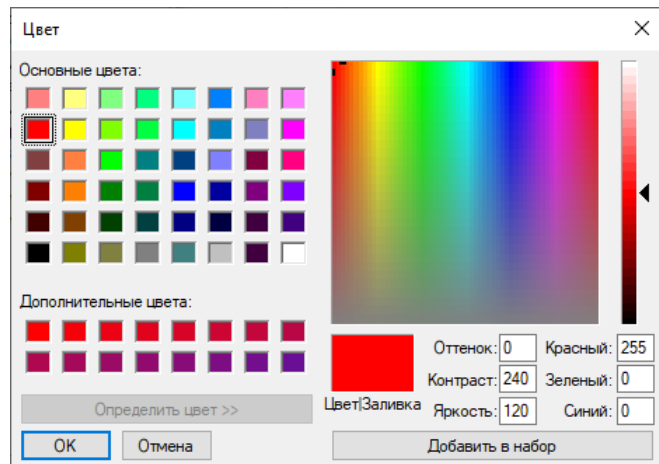 Цвет
Основные цвета:
Дополнительные цвета:
Определить цвет >>
OK
Отмена
Цвет|Заливка
Оттенок: 0
Красный: 255
Контраст: 240
Зеленый: 0
Яркость: 120
Синий: 0
Добавить в набор